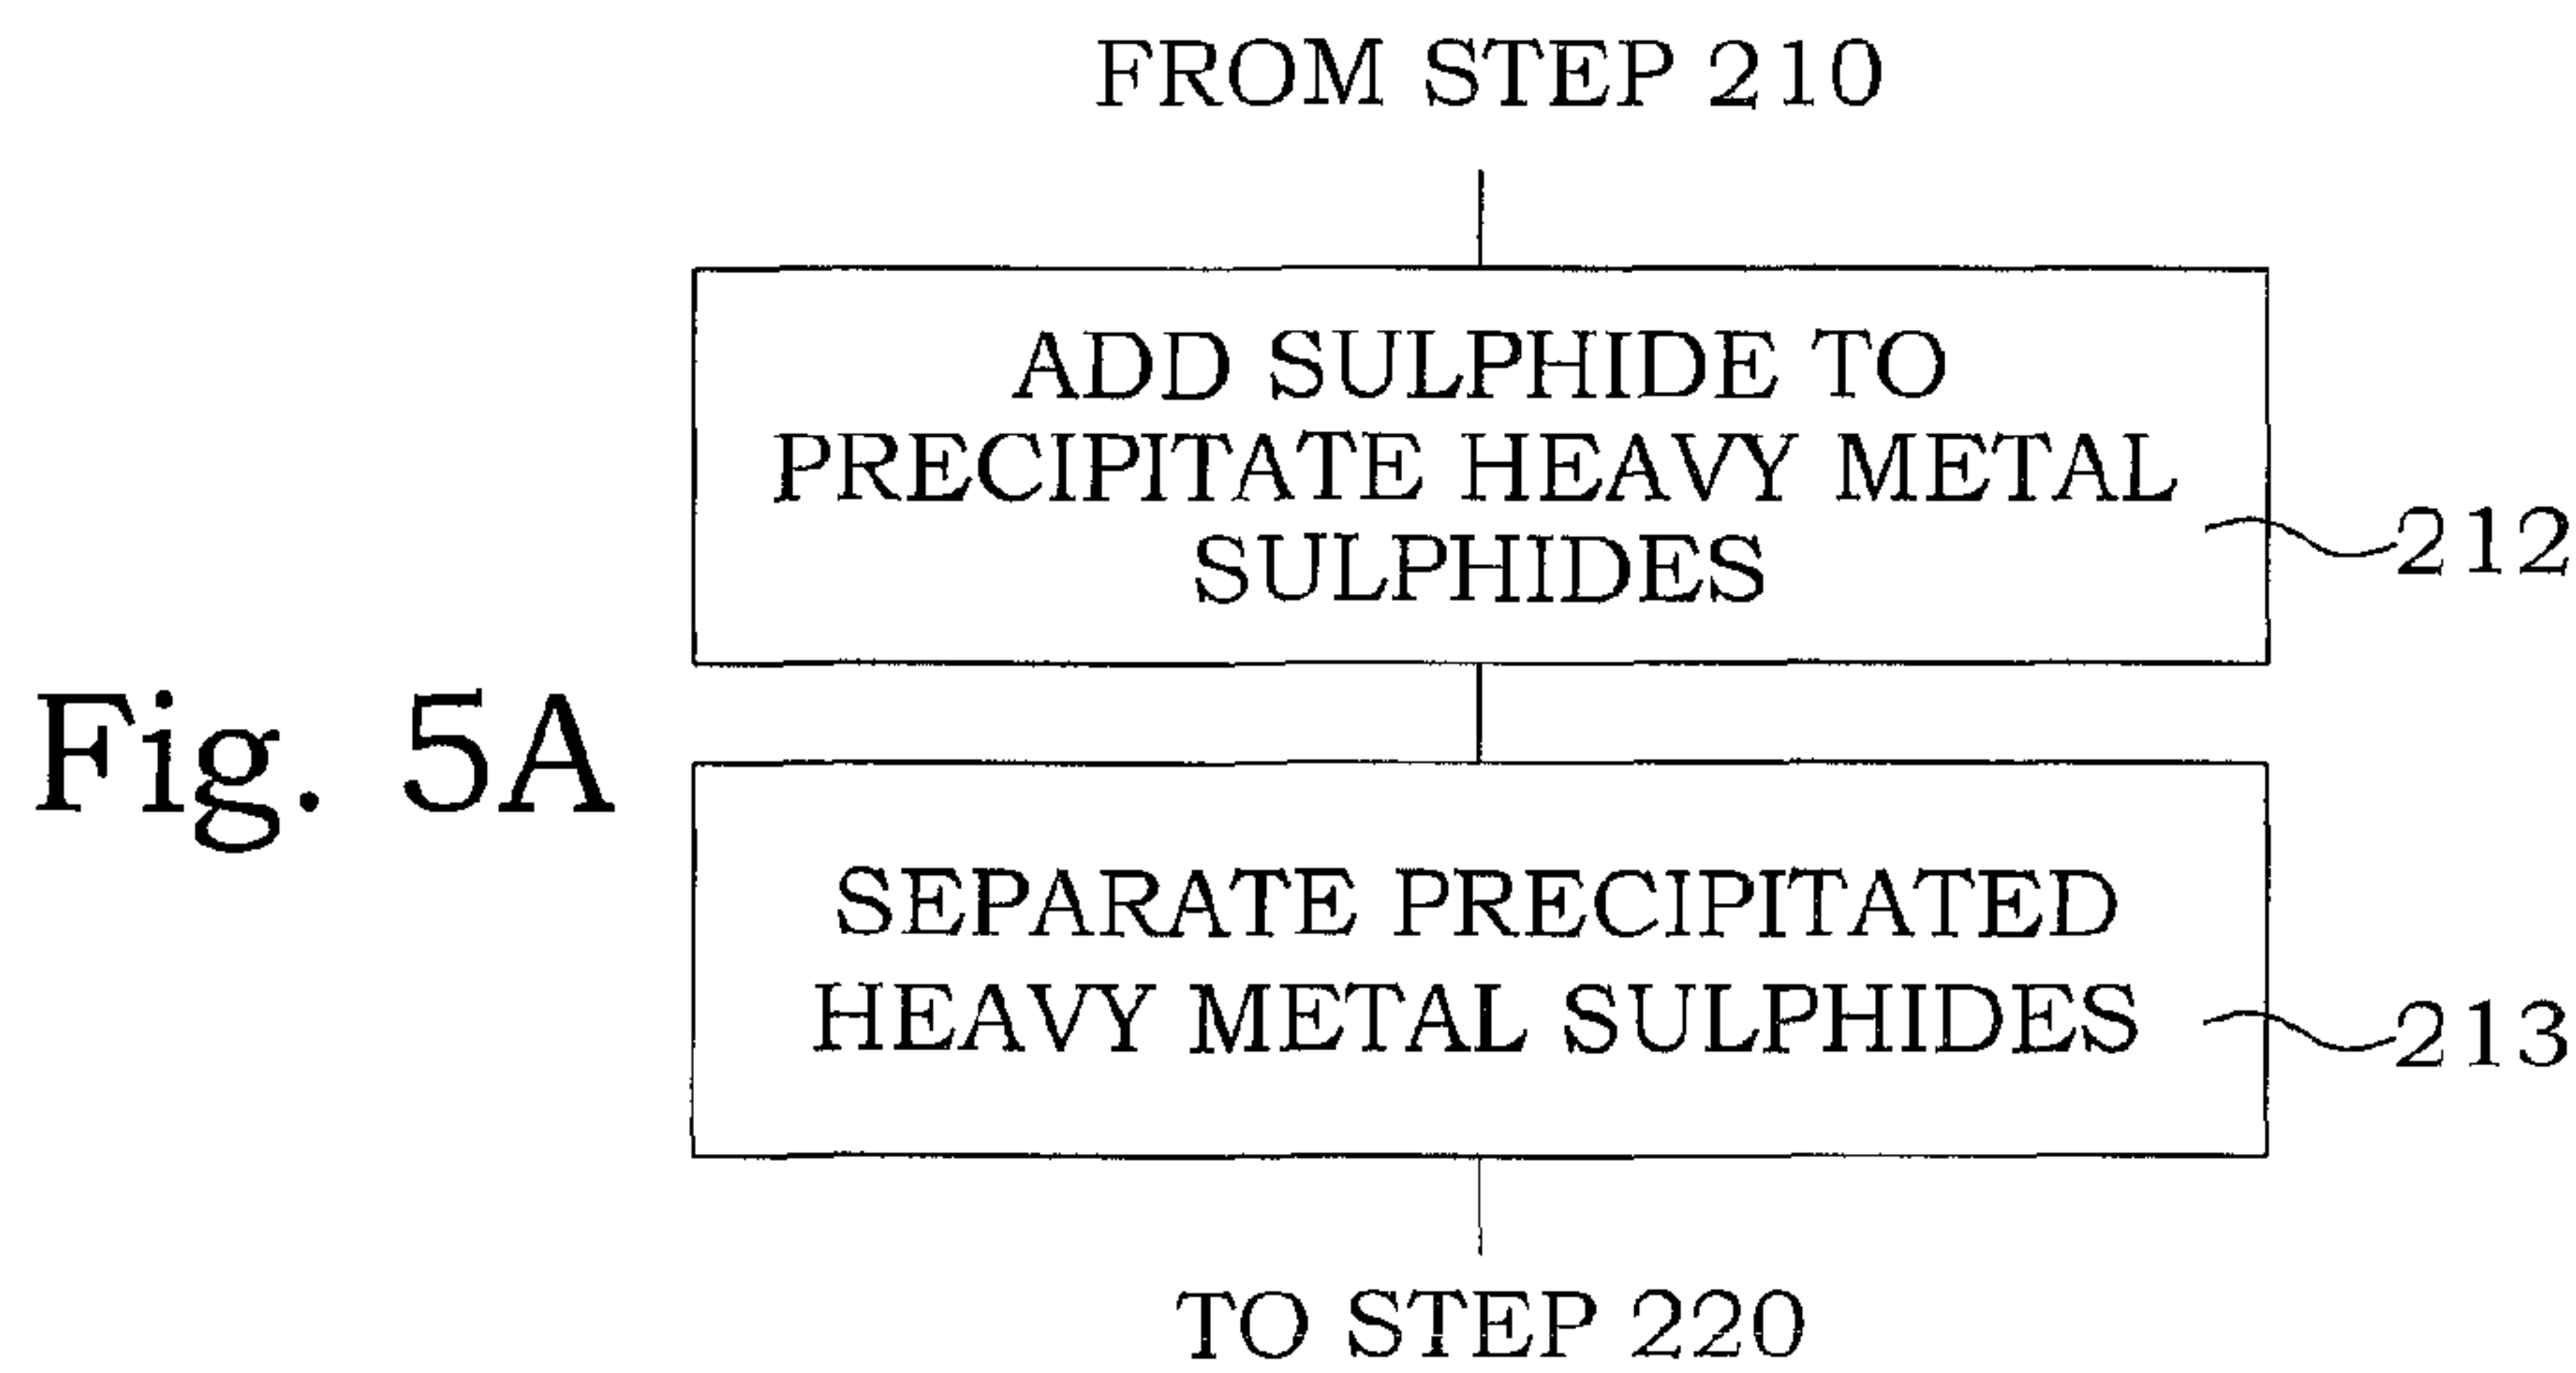 FROM STEP 210
ADD SULPHIDE TO
PRECIPITATE HEAVY METAL
SULPHIDES
212
Fig. 5A
SEPARATE PRECIPITATED
HEAVY METAL SULPHIDES
213
TO STEP 220